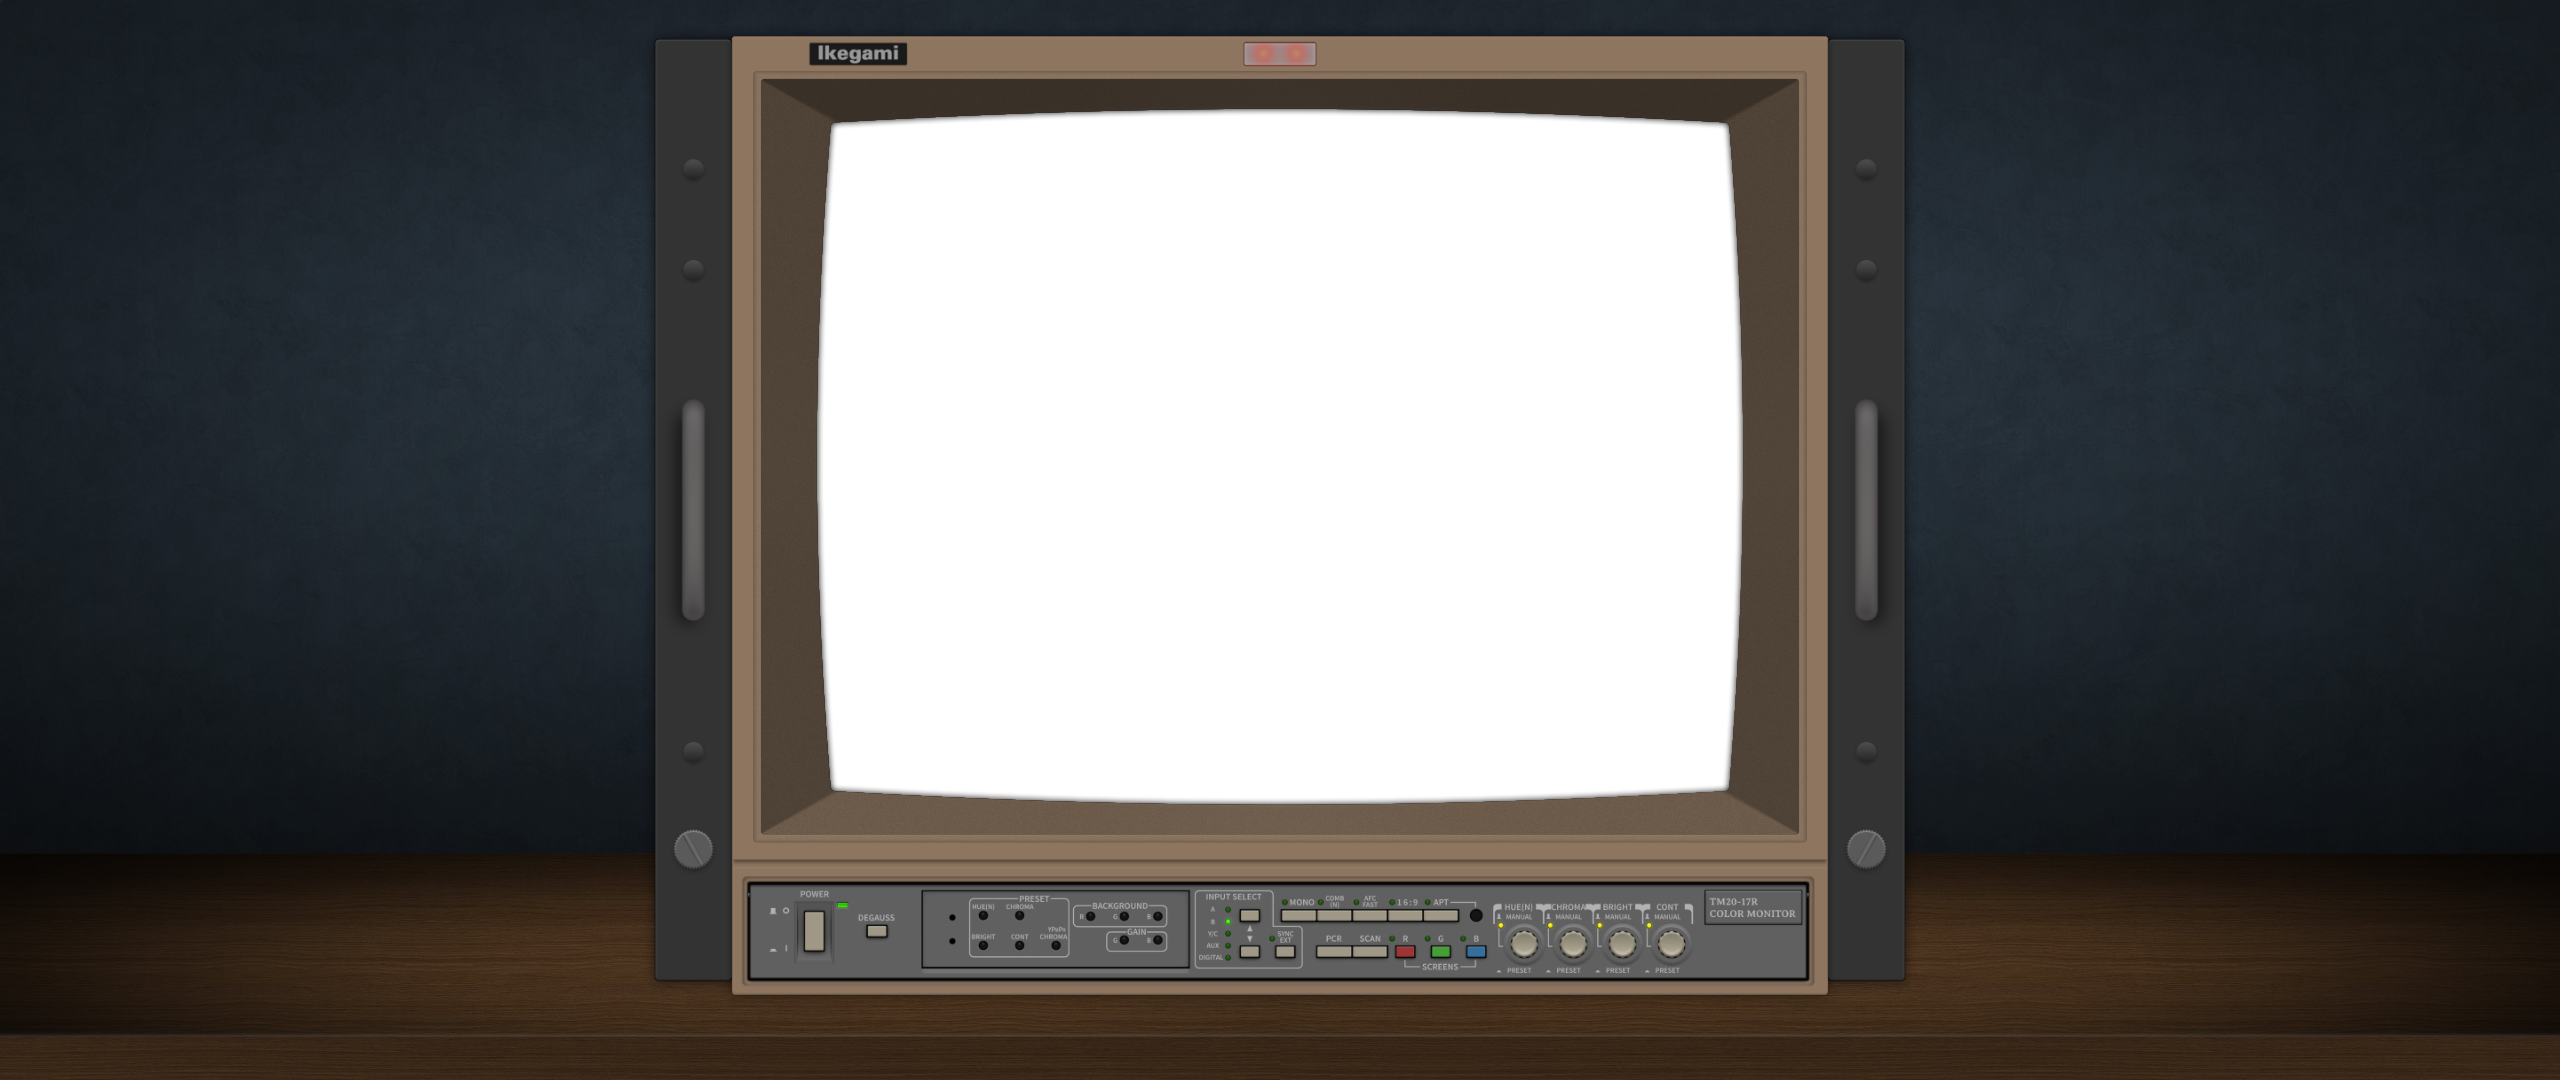 Ikegami
POWER
DEGAUSS
PRESET
HUE(N) CHROMA
BRIGHT CONT YPbPb CHROMA
BACKGROUND
R G B
GAIN
G B
INPUT SELECT
A
B
Y/C
AUX
DIGITAL
SYNC EXT
MONO COMB (N) AFC FAST 16:9 APT
PCR SCAN R G B
SCREENS
HUE(N) CHROMA BRIGHT CONT
MANUAL MANUAL MANUAL MANUAL
PRESET PRESET PRESET PRESET
TM20-17R
COLOR MONITOR